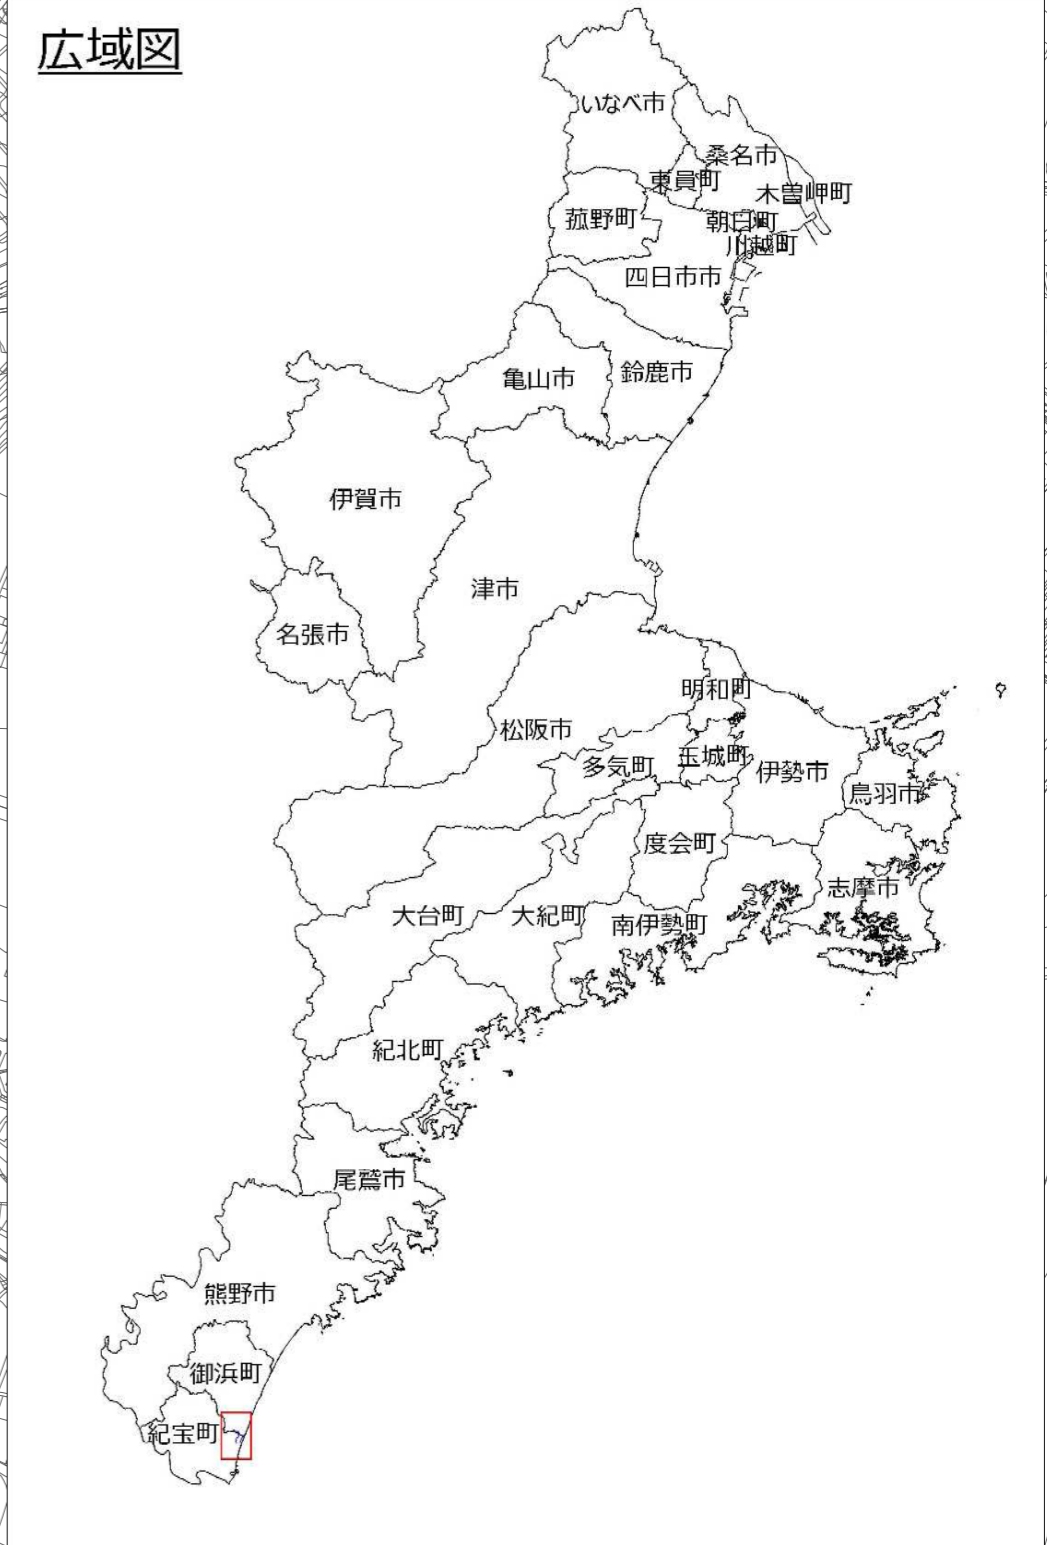 広域図
いなべ市
桑名市
東員町
木曽岬町
菰野町
朝日町
川越町
四日市市
亀山市
鈴鹿市
伊賀市
津市
名張市
明和町
松阪市
多気町
玉城町
伊勢市
鳥羽市
度会町
志摩市
大台町
大紀町
南伊勢町
紀北町
尾鷲市
熊野市
御浜町
紀宝町